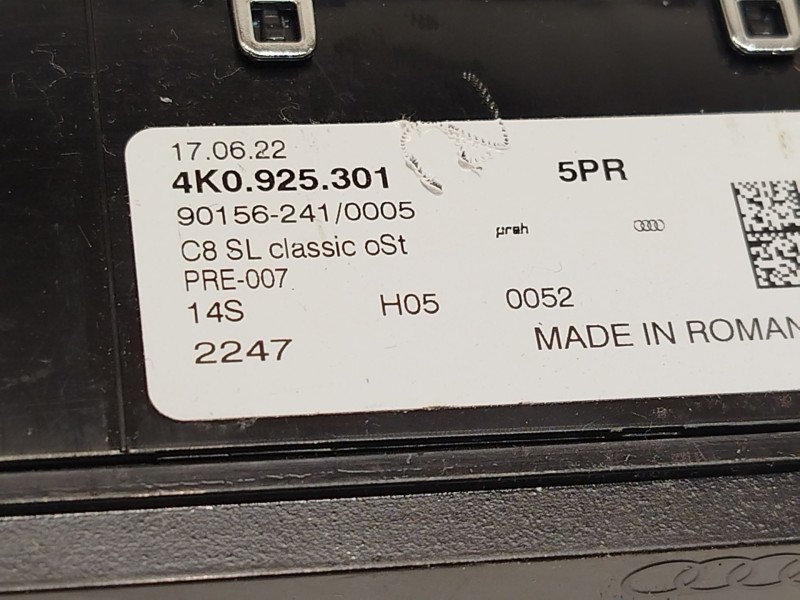 17.06.22
4K0.925.301 5PR
90156-241/0005
preh
C8 SL classic oSt
PRE-007
14S H05 0052
2247 MADE IN ROMAN